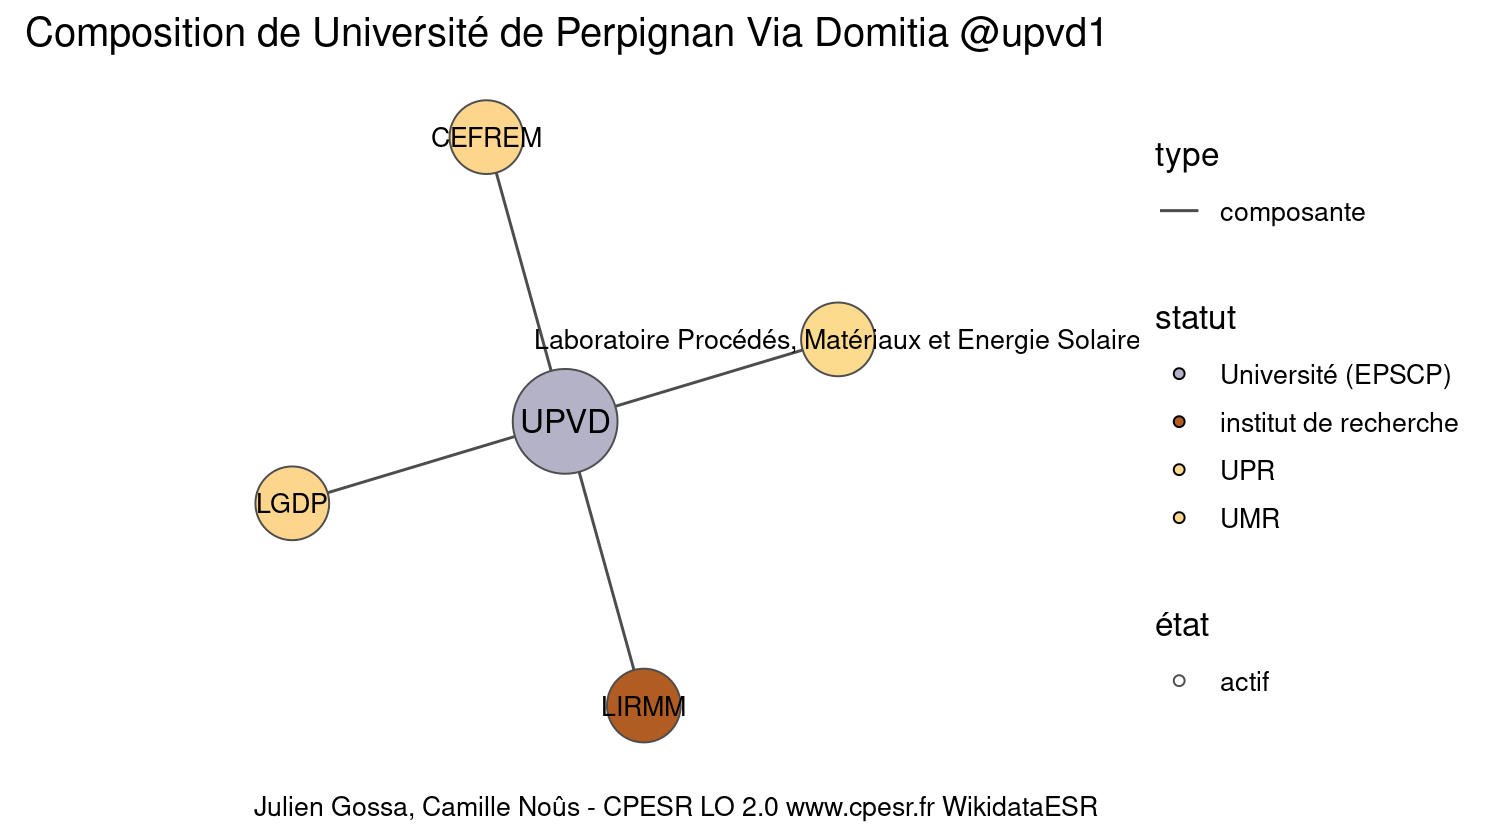 Composition de Université de Perpignan Via Domitia @upvd1
CEFREM
Laboratoire Procédés, Matériaux et Energie Solaire
UPVD
LGDP
LIRMM
type
composante
statut
Université (EPSCP)
institut de recherche
UPR
UMR
état
actif
Julien Gossa, Camille Noûs - CPESR LO 2.0 www.cpesr.fr WikidataESR